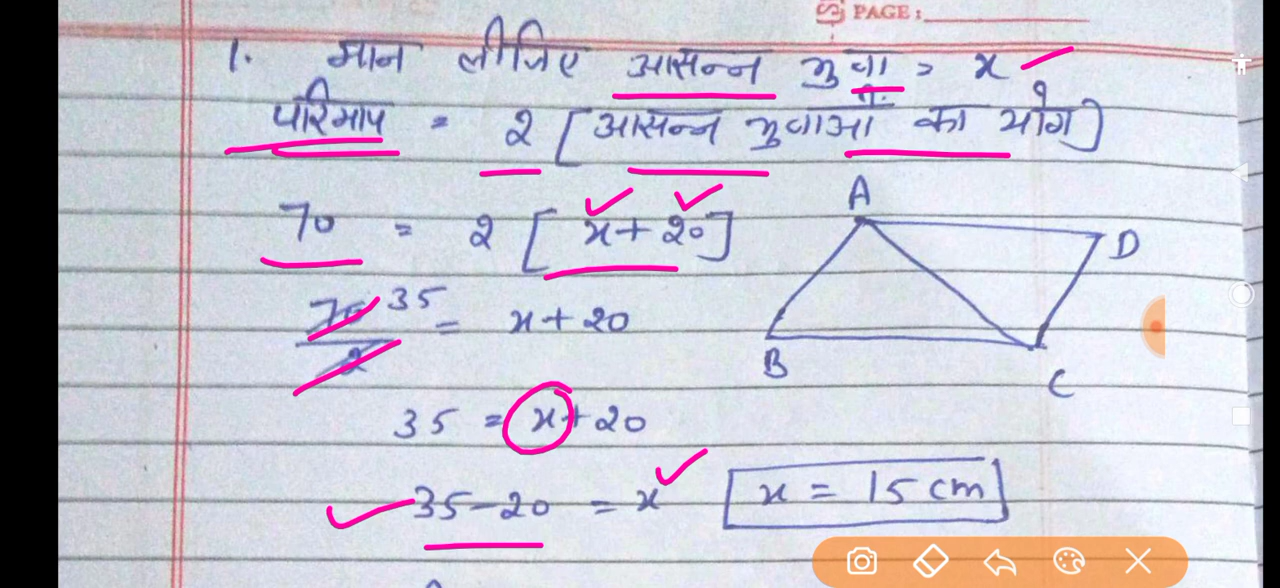 PAGE:
1. मान लीजिए आसन्न भुजा = x
परिमाप = 2 [आसन्न भुजाओं का योग]
70 = 2 [x+20]
70/2 35 = x+20
35 = x+20
35-20 = x
x = 15 cm
A
D
B
C